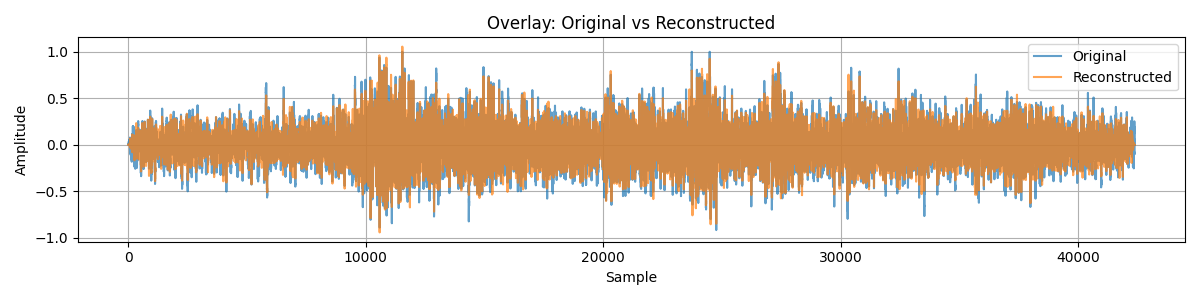 Overlay: Original vs Reconstructed
1.0
0.5
0.0
−0.5
−1.0
Amplitude
Original
Reconstructed
0
10000
20000
30000
40000
Sample